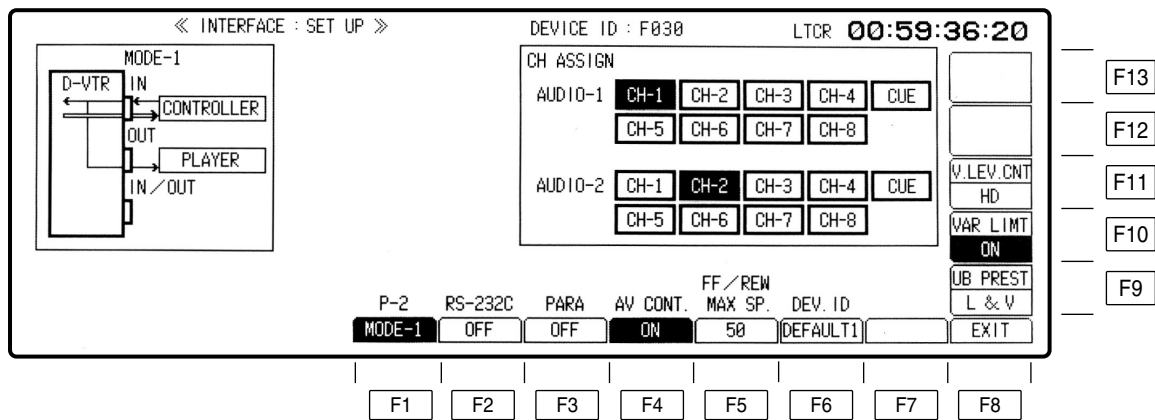 ≪ INTERFACE : SET UP ≫ DEVICE ID : F030 LTCR 00:59:36:20
MODE-1
D-VTR IN
CONTROLLER
OUT
PLAYER
IN/OUT
CH ASSIGN
AUDIO-1 CH-1 CH-2 CH-3 CH-4 CUE
CH-5 CH-6 CH-7 CH-8
AUDIO-2 CH-1 CH-2 CH-3 CH-4 CUE
CH-5 CH-6 CH-7 CH-8
F13
F12
V.LEV.CNT
HD
F11
VAR LIMT
ON
F10
UB PREST
L & V
F9
P-2 RS-232C PARA AV CONT. FF/REW MAX SP. DEV.ID
MODE-1 OFF OFF ON 50 DEFAULT1 EXIT
F1 F2 F3 F4 F5 F6 F7 F8